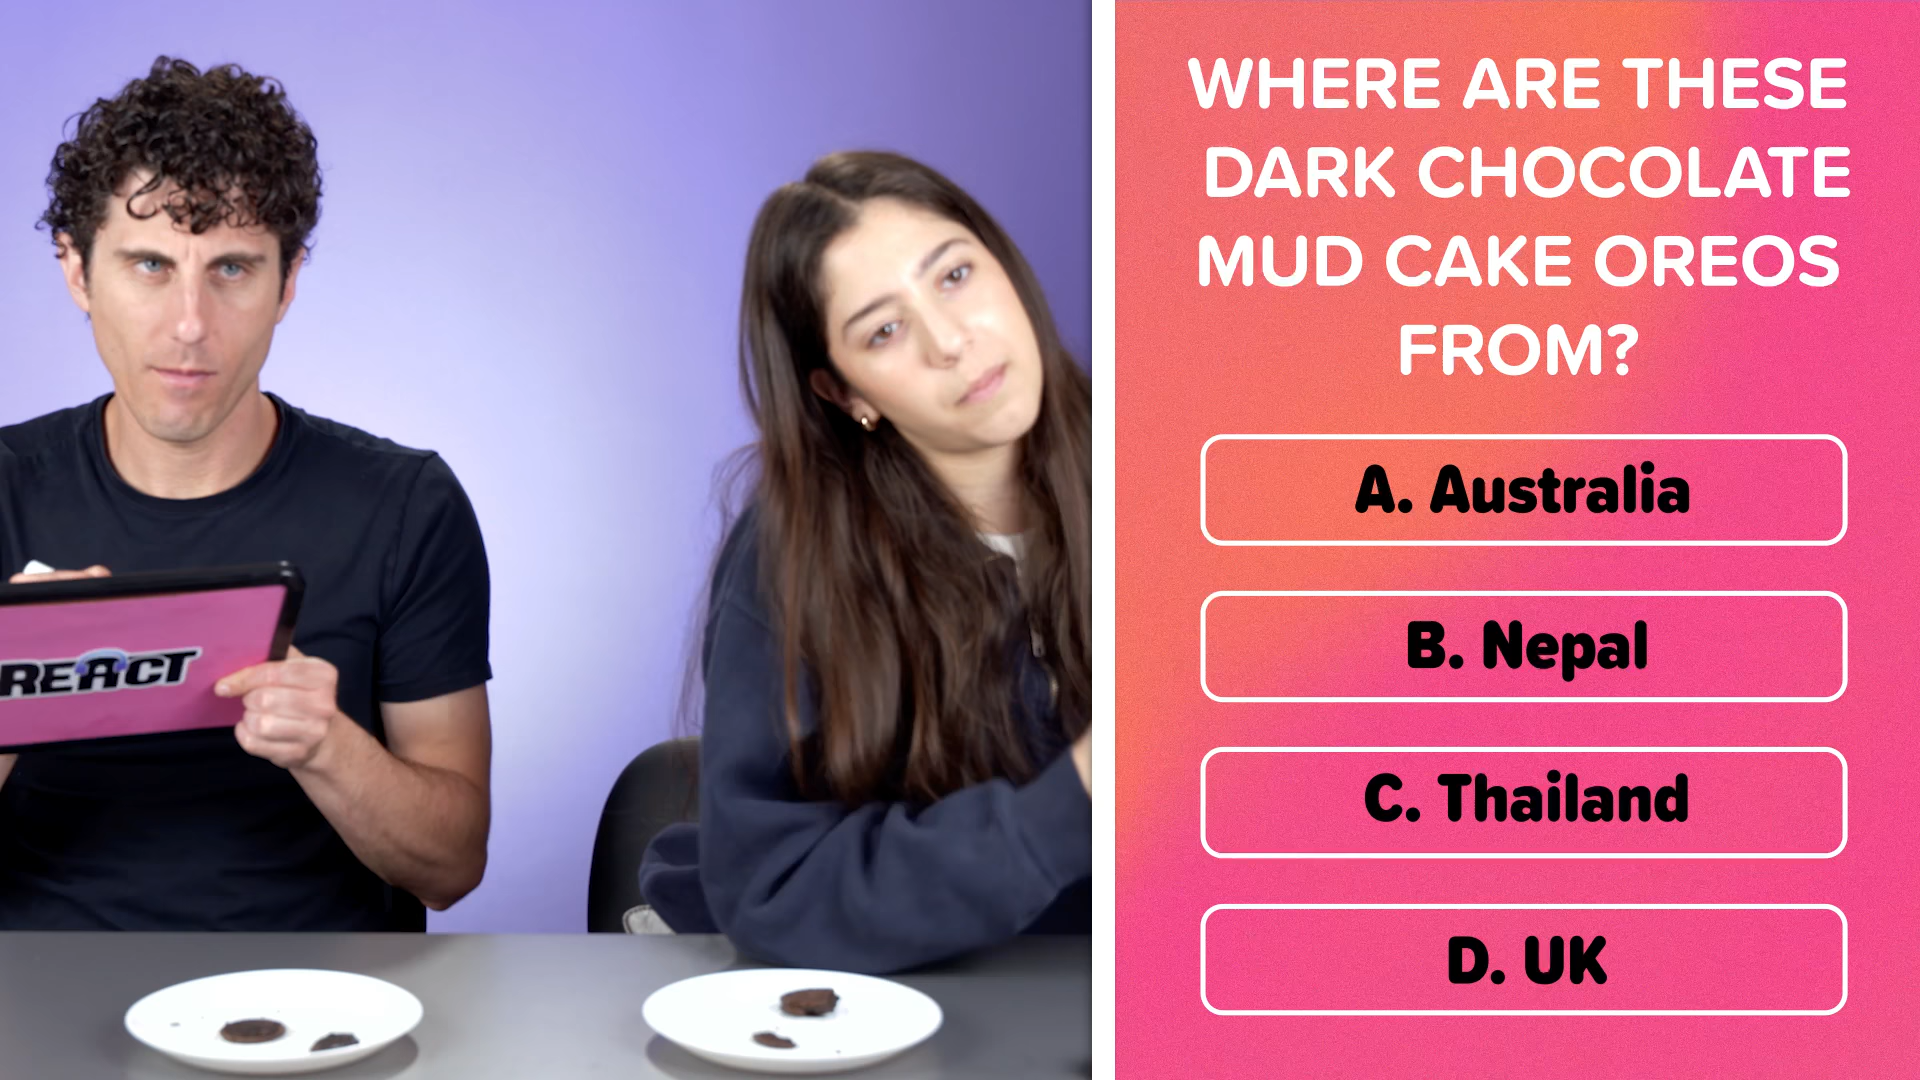 WHERE ARE THESE
DARK CHOCOLATE
MUD CAKE OREOS
FROM?
A. Australia
B. Nepal
C. Thailand
D. UK
REACT